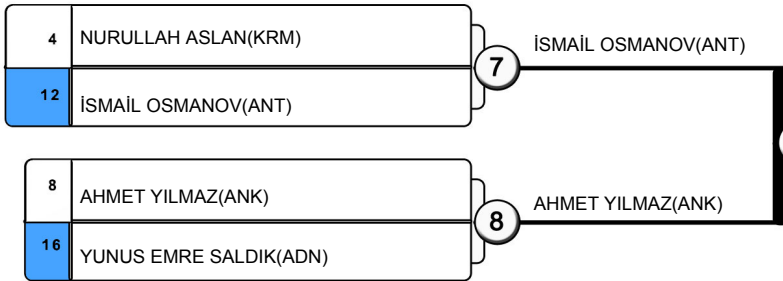 4 NURULLAH ASLAN(KRM)
12 İSMAİL OSMANOV(ANT)
7 İSMAİL OSMANOV(ANT)
8 AHMET YILMAZ(ANK)
16 YUNUS EMRE SALDIK(ADN)
8 AHMET YILMAZ(ANK)